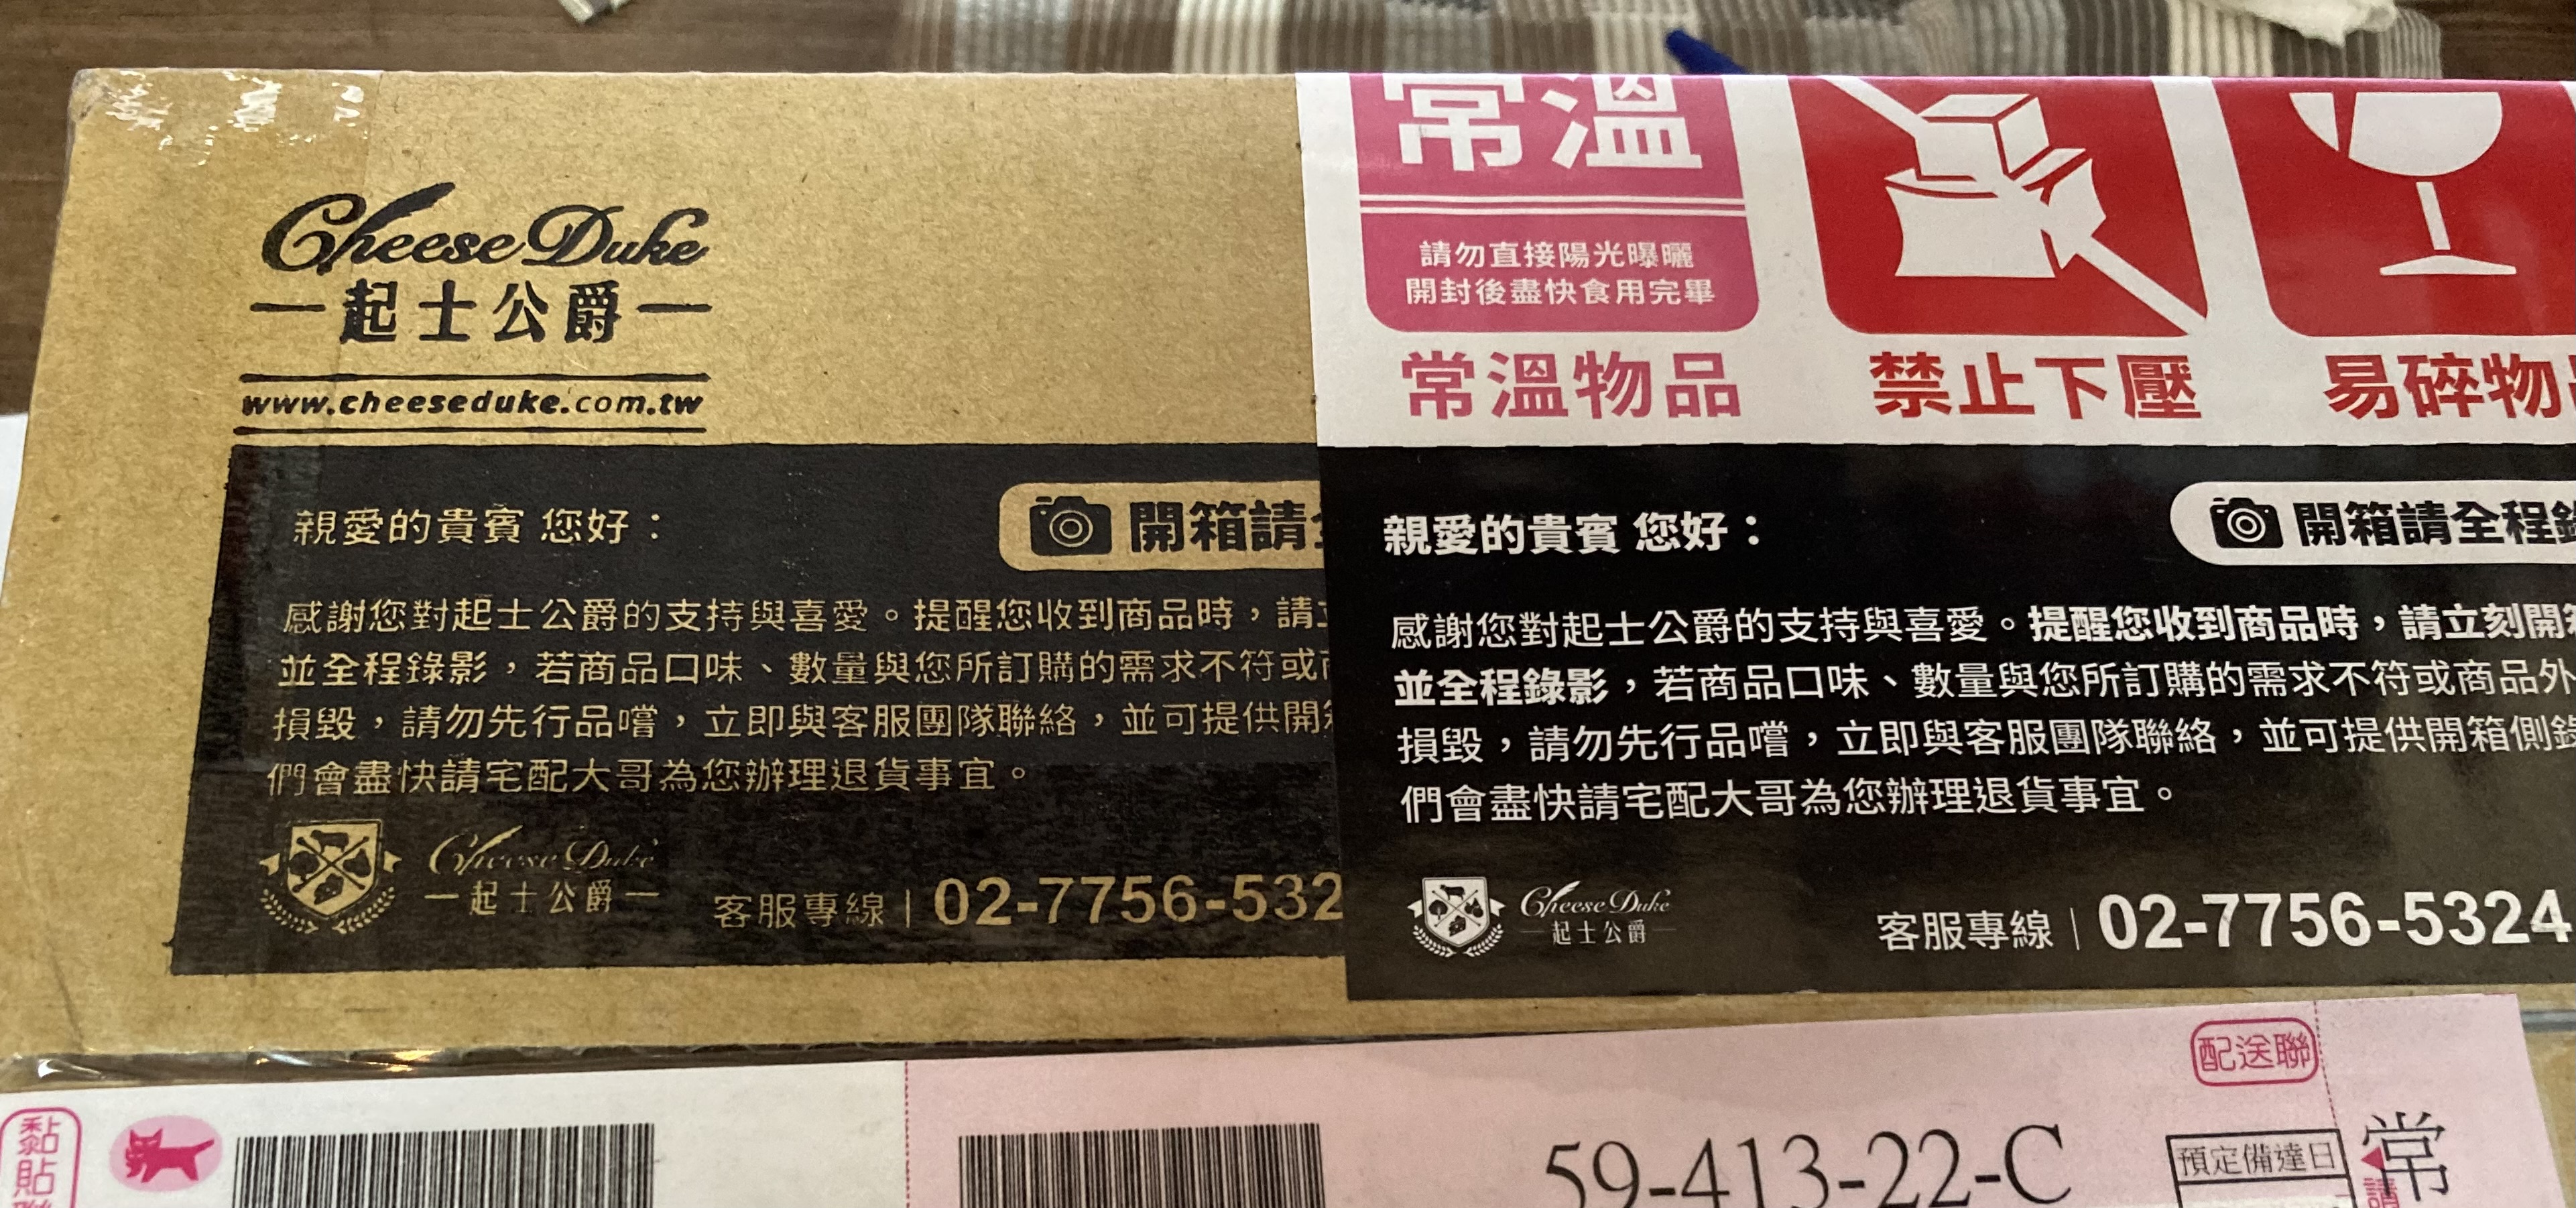 Cheese Duke
起士公爵
www.cheeseduke.com.tw
親愛的貴賓 您好：
開箱請
感謝您對起士公爵的支持與喜愛。提醒您收到商品時，請
並全程錄影，若商品口味、數量與您所訂購的需求不符或
損毀，請勿先行品嚐，立即與客服團隊聯絡，並可提供開
們會盡快請宅配大哥為您辦理退貨事宜。
Cheese Duke
起士公爵
客服專線 | 02-7756-532
常溫
請勿直接陽光曝曬
開封後盡快食用完畢
常溫物品
禁止下壓
易碎物
親愛的貴賓 您好：
開箱請全程錄
感謝您對起士公爵的支持與喜愛。提醒您收到商品時，請立刻開箱
並全程錄影，若商品口味、數量與您所訂購的需求不符或商品外
損毀，請勿先行品嚐，立即與客服團隊聯絡，並可提供開箱側錄
們會盡快請宅配大哥為您辦理退貨事宜。
Cheese Duke
起士公爵
客服專線 | 02-7756-5324
黏貼聯
配送聯
59-413-22-C
預定備達日
常
請